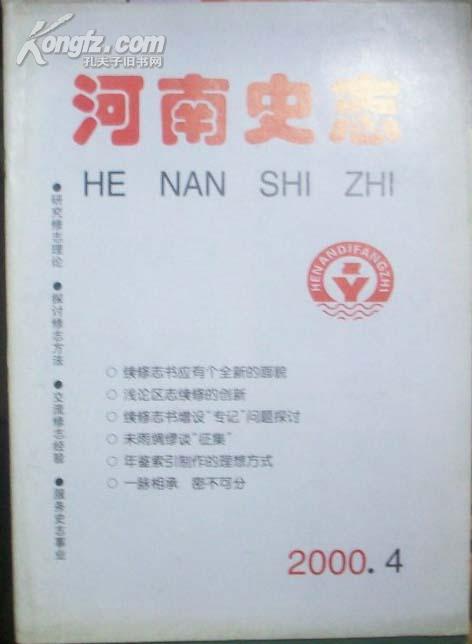 Kongfz.com
孔夫子旧书网
河南史志
HE NAN SHI ZHI
●研究修志理论 ●探讨修志方法 ●交流修志经验 ●服务史志事业
HENANDIFANGZHI
○ 续修志书应有个全新的面貌
○ 浅论区志续修的创新
○ 续修志书增设“专记”问题探讨
○ 未雨绸缪谈“征集”
○ 年鉴索引制作的理想方式
○ 一脉相承 密不可分
2000.4